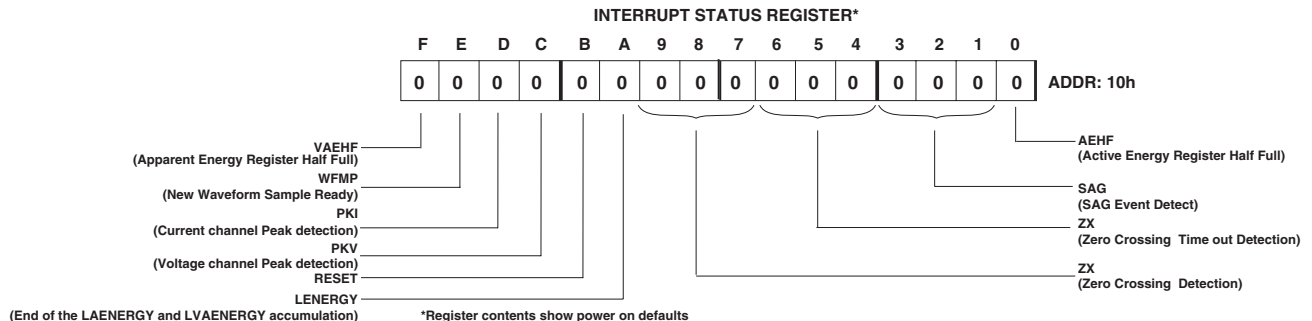 INTERRUPT STATUS REGISTER*
F E D C B A 9 8 7 6 5 4 3 2 1 0
0 0 0 0 0 0 0 0 0 0 0 0 0 0 0 0 ADDR: 10h
VAEHF
(Apparent Energy Register Half Full)
WFMP
(New Waveform Sample Ready)
PKI
(Current channel Peak detection)
PKV
(Voltage channel Peak detection)
RESET
LENERGY
(End of the LAENERGY and LVAENERGY accumulation)
AEHF
(Active Energy Register Half Full)
SAG
(SAG Event Detect)
ZX
(Zero Crossing Time out Detection)
ZX
(Zero Crossing Detection)
*Register contents show power on defaults